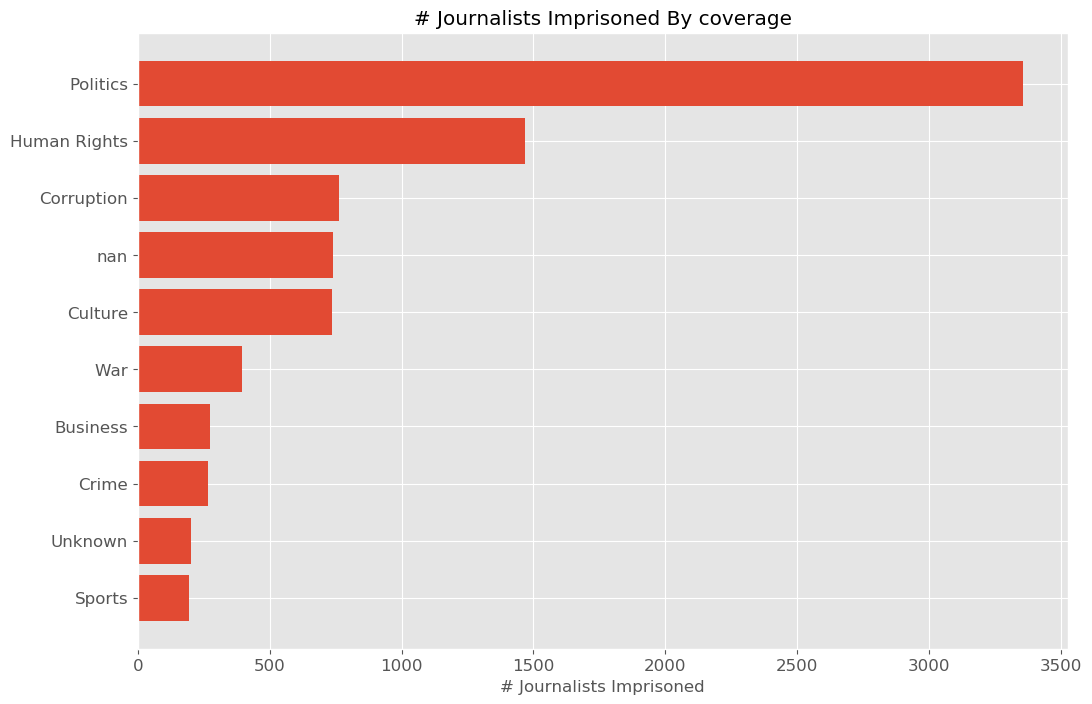 # Journalists Imprisoned By coverage
Politics
Human Rights
Corruption
nan
Culture
War
Business
Crime
Unknown
Sports
0 500 1000 1500 2000 2500 3000 3500
# Journalists Imprisoned